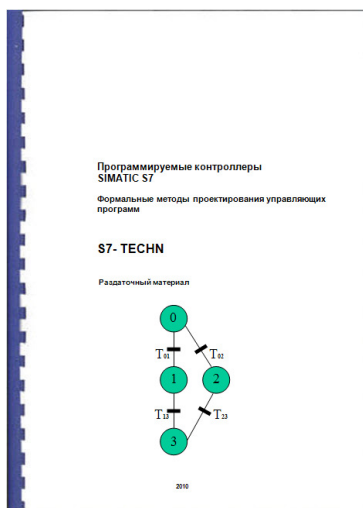 Программируемые контроллеры
SIMATIC S7
Формальные методы проектирования управляющих
программ
S7- TECHN
Раздаточный материал
0
T01
T02
1
2
T13
T23
3
2010